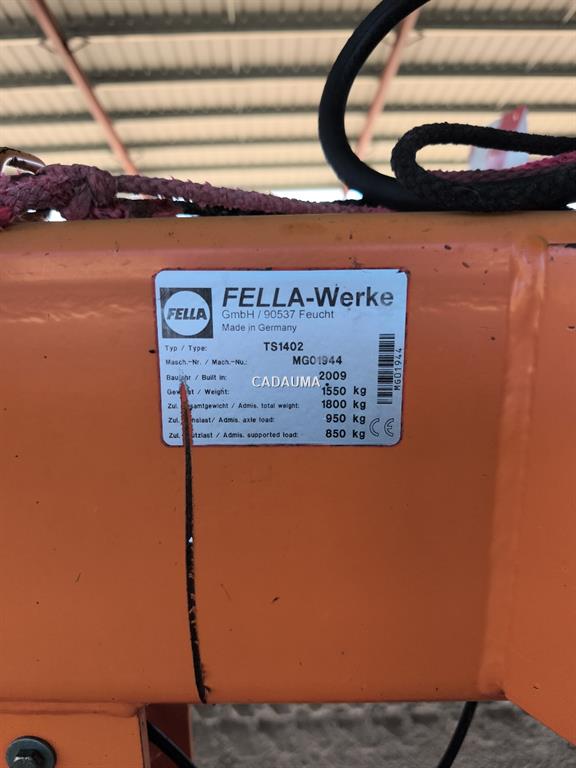 FELLA
FELLA-Werke
GmbH / 90537 Feucht
Made in Germany
Typ / Type: TS1402
Masch.-Nr. / Mach.-Nu.: MG01944
Baujahr / Built in: 2009
CADAUMA
Gewicht / Weight: 1550 kg
Zul. Gesamtgewicht / Admis. total weight: 1800 kg
Zul. Achslast/ Admis. axle load: 950 kg
Zul. Stützlast / Admis. supported load: 850 kg
CE
MG01944